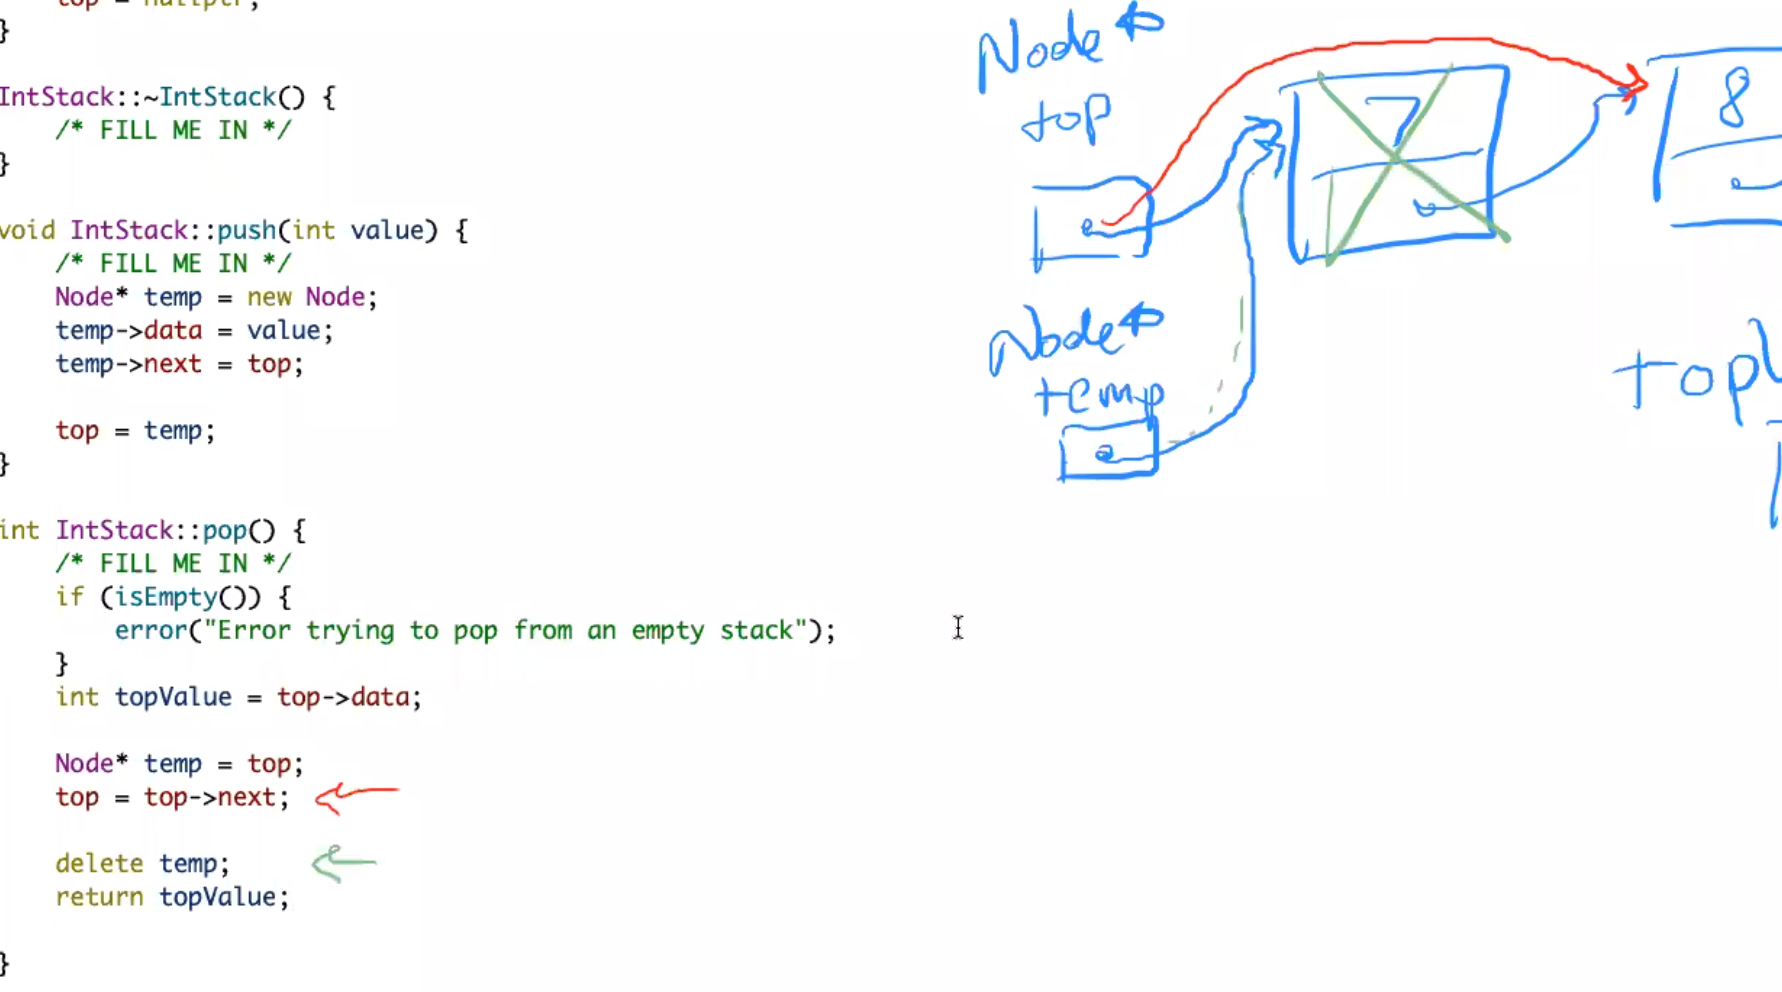 top = nullptr;
}
IntStack::~IntStack() {
/* FILL ME IN */
}
void IntStack::push(int value) {
/* FILL ME IN */
Node* temp = new Node;
temp->data = value;
temp->next = top;
top = temp;
}
int IntStack::pop() {
/* FILL ME IN */
if (isEmpty()) {
error("Error trying to pop from an empty stack");
}
int topValue = top->data;
Node* temp = top;
top = top->next;
delete temp;
return topValue;
}
Node*
top
7
8
Node*
temp
top